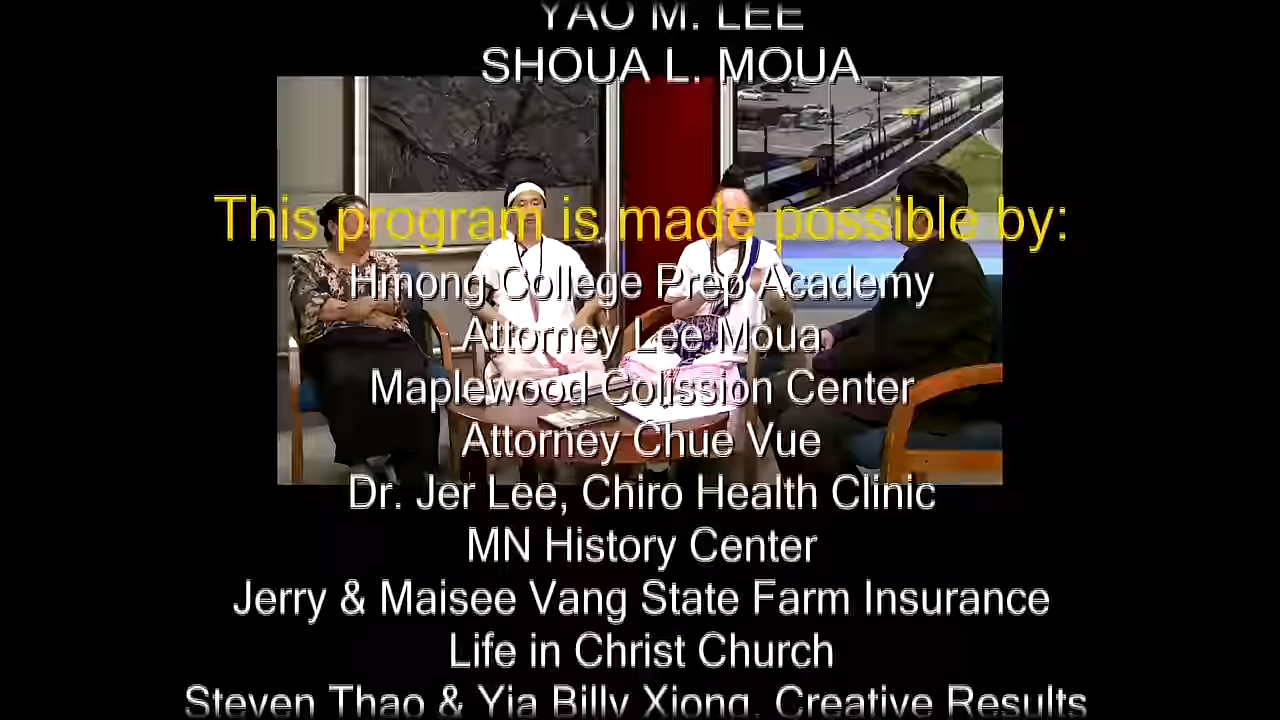 YAO M. LEE
SHOUA L. MOUA
This program is made possible by:
Hmong College Prep Academy
Attorney Lee Moua
Maplewood Colission Center
Attorney Chue Vue
Dr. Jer Lee, Chiro Health Clinic
MN History Center
Jerry & Maisee Vang State Farm Insurance
Life in Christ Church
Steven Thao & Yia Billy Xiong, Creative Results